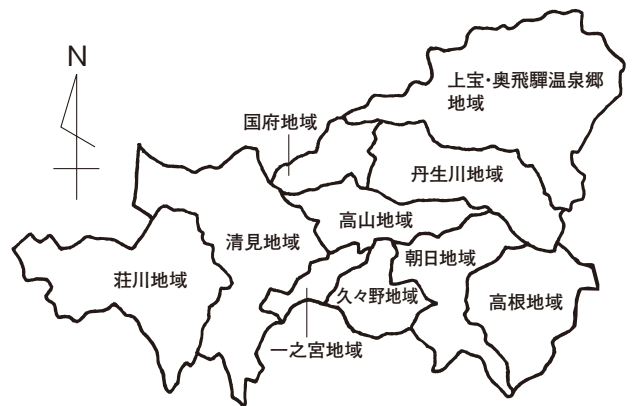 N
上宝・奥飛驒温泉郷
地域
国府地域
丹生川地域
高山地域
清見地域
朝日地域
荘川地域
久々野地域
高根地域
一之宮地域